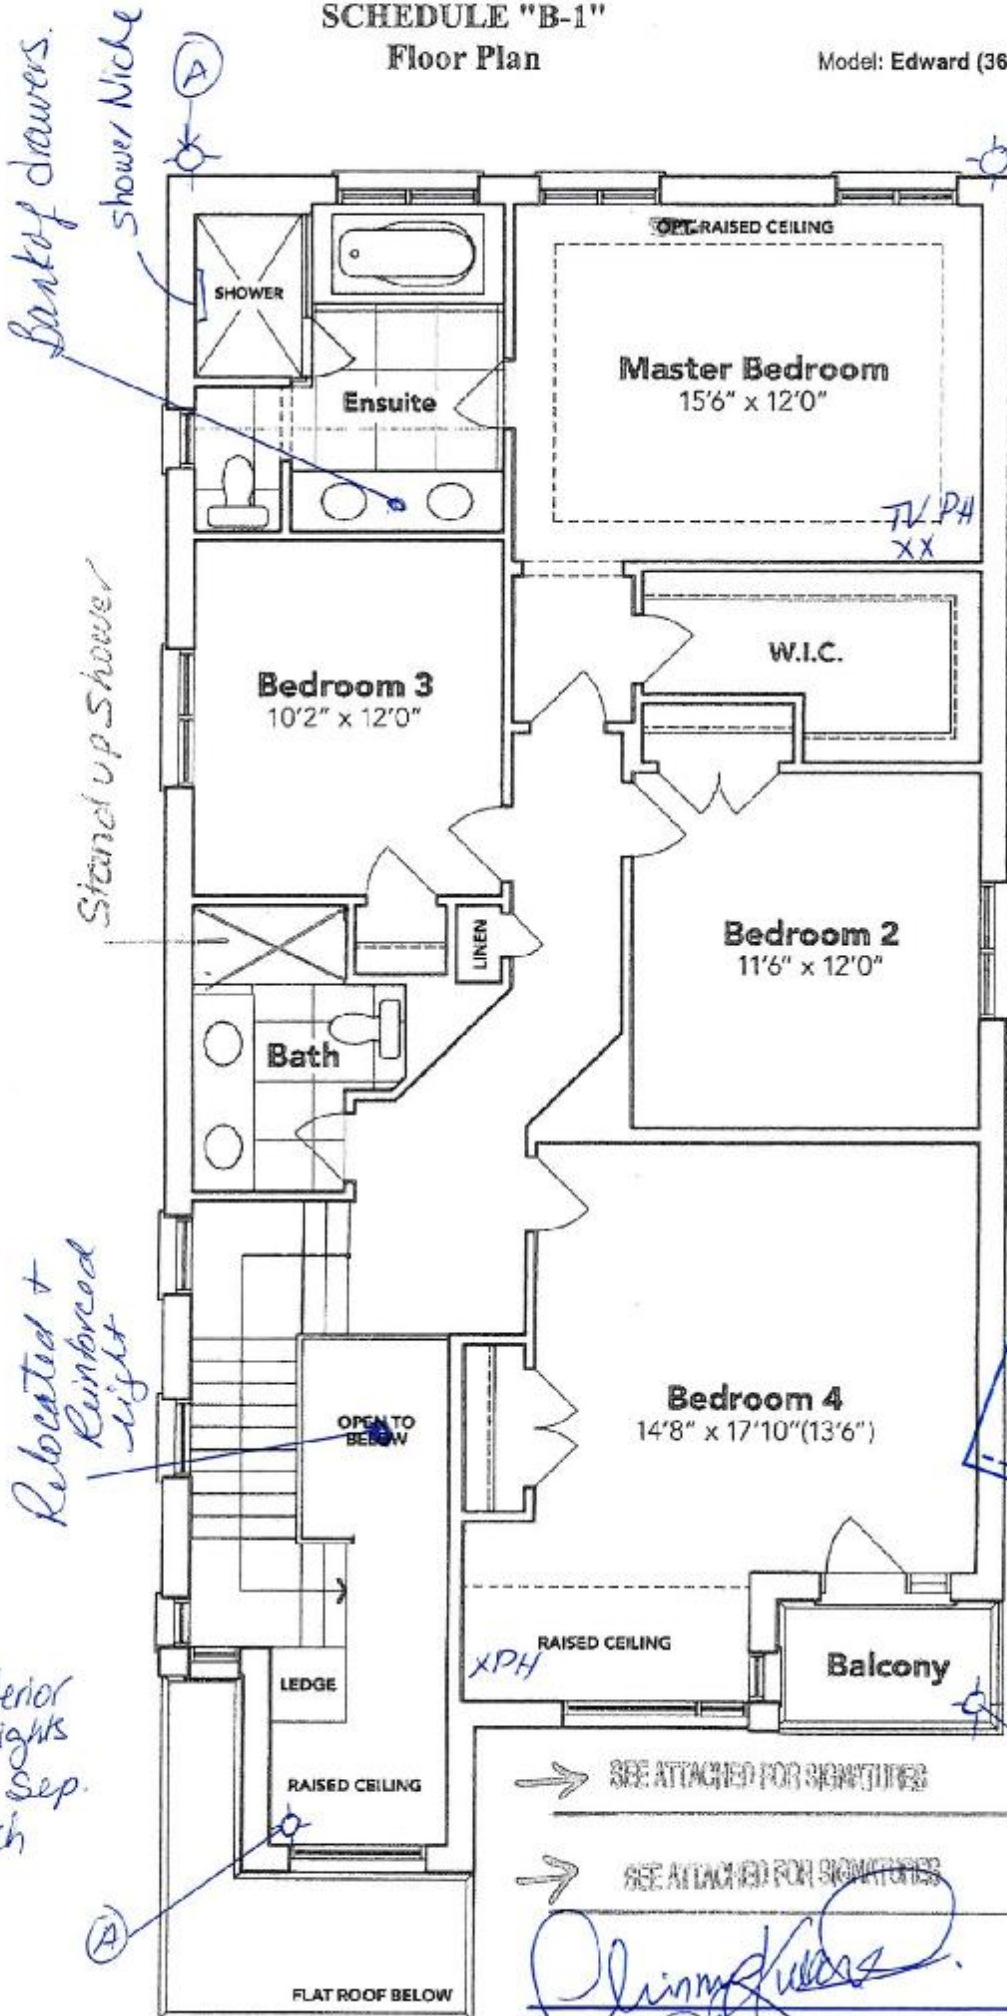 SCHEDULE "B-1"
Floor Plan
Model: Edward (36
Bank of drawers.
shower Niche
A
OPT. RAISED CEILING
SHOWER
Master Bedroom
15'6" x 12'0"
Ensuite
TV PH
XX
Stand up shower
Bedroom 3
10'2" x 12'0"
W.I.C.
LINEN
Bedroom 2
11'6" x 12'0"
Bath
Relocated +
Reinforced
light
OPEN TO
BELOW
Bedroom 4
14'8" x 17'10"(13'6")
RAISED CEILING
XPH
Balcony
LEDGE
erior
ights
sep.
ch
RAISED CEILING
SEE ATTACHED FOR SIGNATURES
SEE ATTACHED FOR SIGNATURES
A
FLAT ROOF BELOW